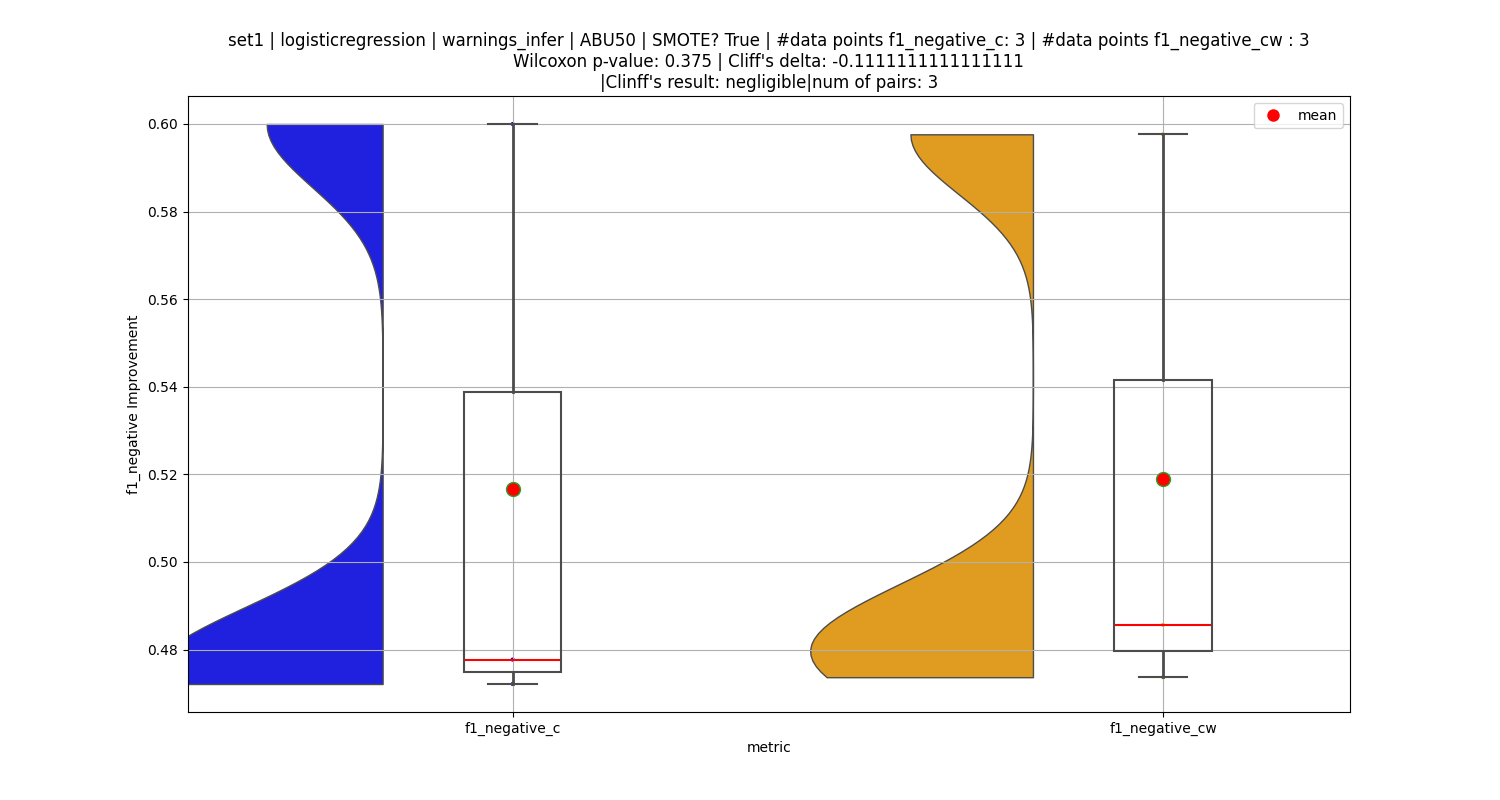 set1 | logisticregression | warnings_infer | ABU50 | SMOTE? True | #data points f1_negative_c: 3 | #data points f1_negative_cw : 3
Wilcoxon p-value: 0.375 | Cliff's delta: -0.1111111111111111
|Clinff's result: negligible|num of pairs: 3
mean
0.60
0.58
0.56
0.54
0.52
0.50
0.48
f1_negative Improvement
f1_negative_c
f1_negative_cw
metric